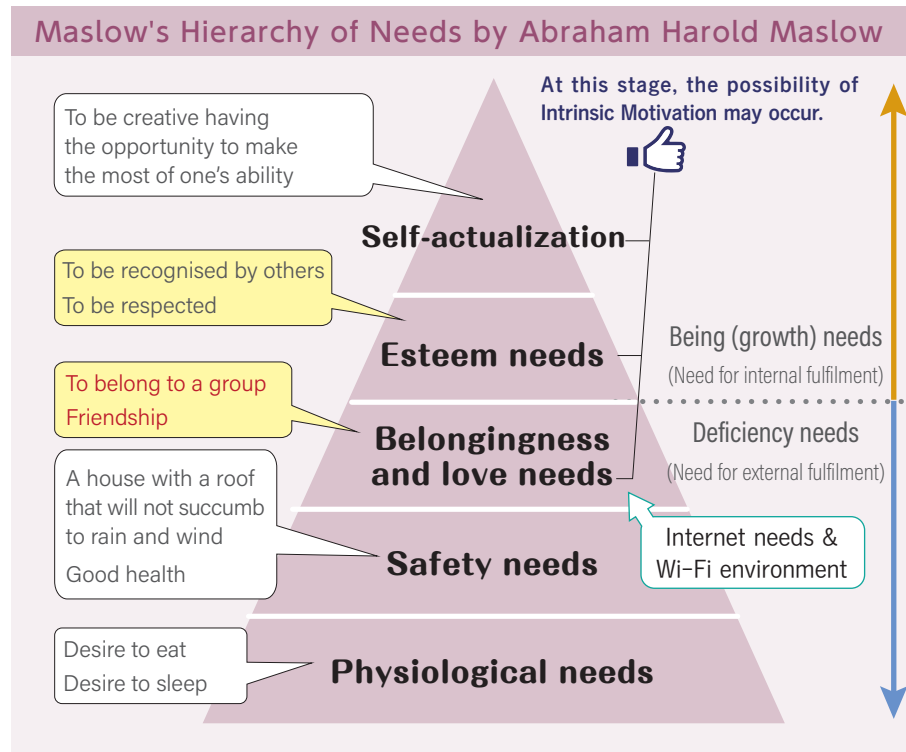 Maslow's Hierarchy of Needs by Abraham Harold Maslow
At this stage, the possibility of
Intrinsic Motivation may occur.
To be creative having
the opportunity to make
the most of one's ability
Self-actualization
To be recognised by others
To be respected
Esteem needs
Being (growth) needs
(Need for internal fulfilment)
To belong to a group
Friendship
Belongingness
and love needs
Deficiency needs
(Need for external fulfilment)
A house with a roof
that will not succumb
to rain and wind
Good health
Internet needs &
Wi-Fi environment
Safety needs
Desire to eat
Desire to sleep
Physiological needs